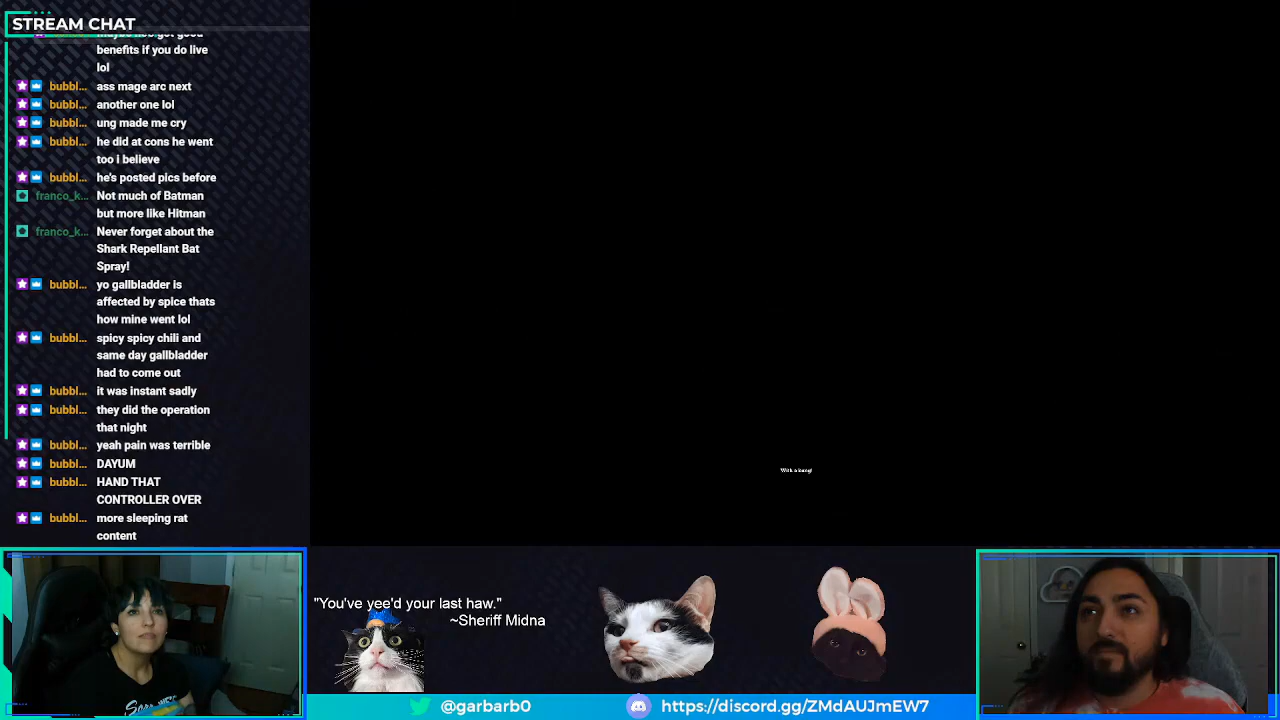 STREAM CHAT
benefits if you do live
lol
bubbl... ass mage arc next
bubbl... another one lol
bubbl... ung made me cry
bubbl... he did at cons he went
too i believe
bubbl... he's posted pics before
franco_k... Not much of Batman
but more like Hitman
franco_k... Never forget about the
Shark Repellant Bat
Spray!
bubbl... yo gallbladder is
affected by spice thats
how mine went lol
bubbl... spicy spicy chili and
same day gallbladder
had to come out
bubbl... it was instant sadly
bubbl... they did the operation
that night
bubbl... yeah pain was terrible
bubbl... DAYUM
bubbl... HAND THAT
CONTROLLER OVER
bubbl... more sleeping rat
content
With a bang!
"You've yee'd your last haw."
~Sheriff Midna
@garbarb0
https://discord.gg/ZMdAUJmEW7